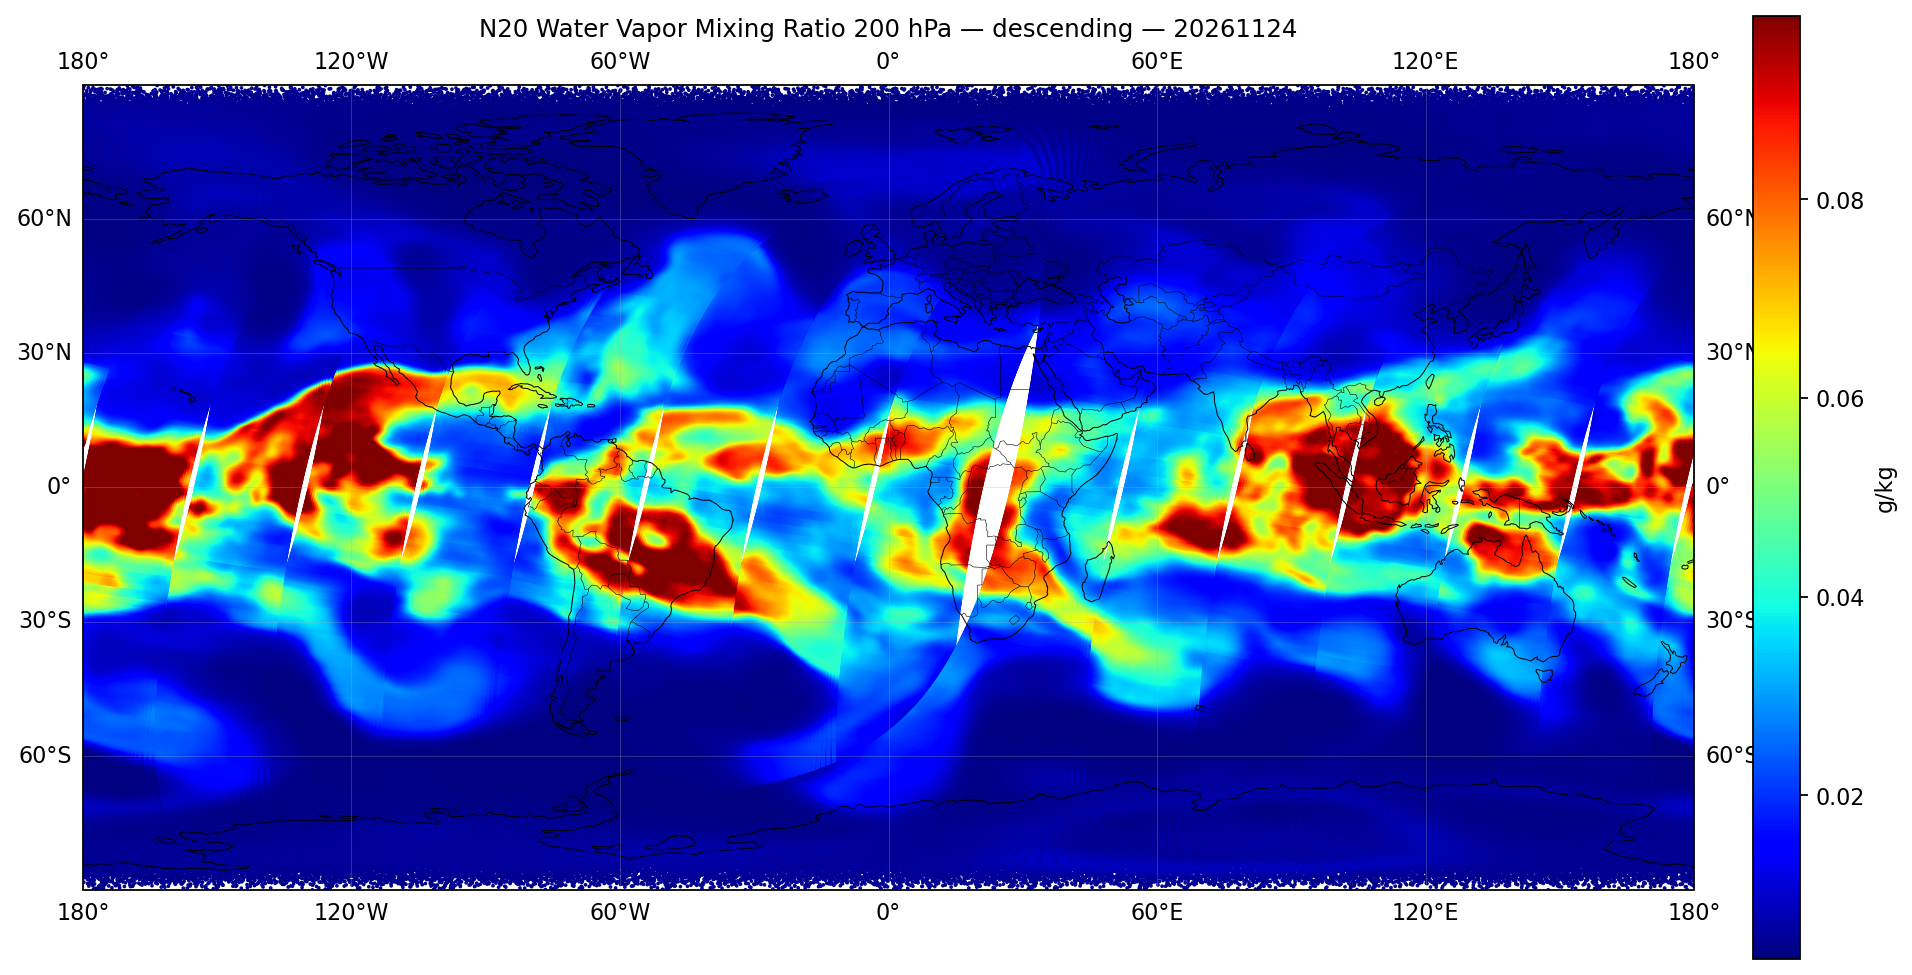 N20 Water Vapor Mixing Ratio 200 hPa — descending — 20261124
180° 120°W 60°W 0° 60°E 120°E 180°
60°N 60°N 0.08
30°N 30°N 0.06
0° 0° g/kg
30°S 30°S 0.04
60°S 60°S 0.02
180° 120°W 60°W 0° 60°E 120°E 180°